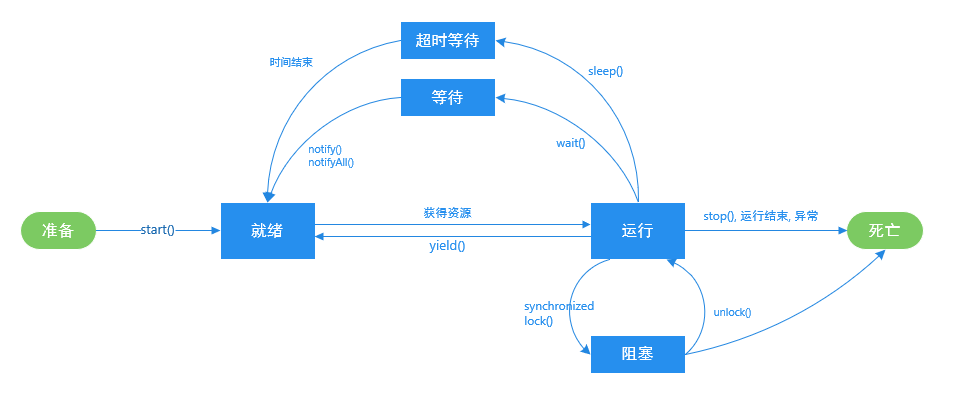 超时等待
时间结束
sleep()
等待
wait()
notify()
notifyAll()
准备
start()
就绪
获得资源
yield()
运行
stop(), 运行结束, 异常
死亡
synchronized
lock()
unlock()
阻塞